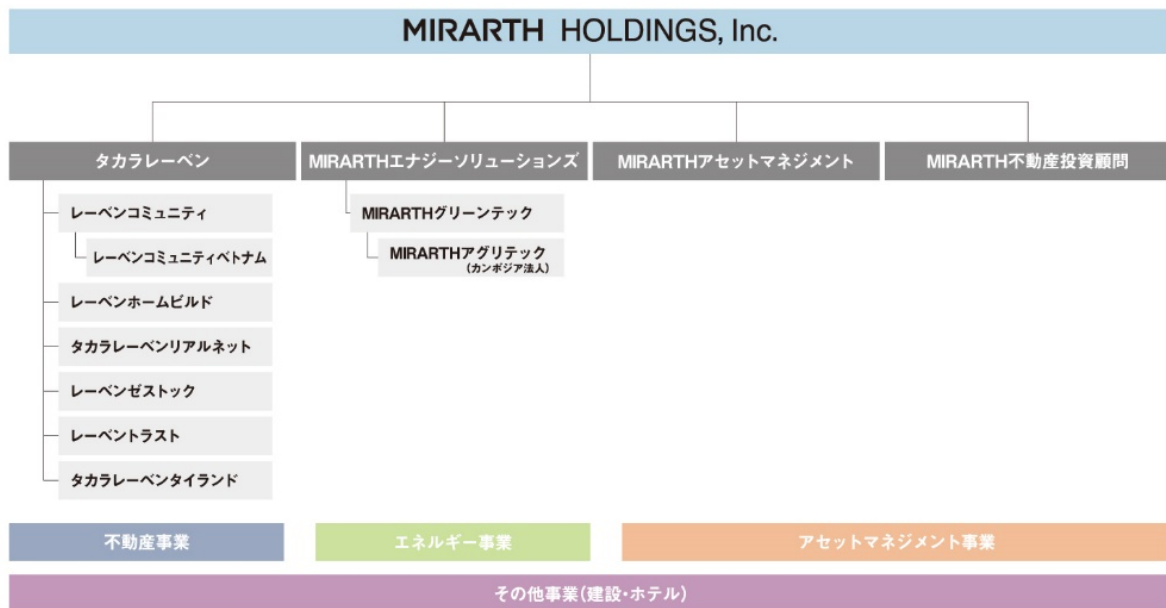 MIRARTH HOLDINGS, Inc.
タカラレーベン
MIRARTHエナジーソリューションズ
MIRARTHアセットマネジメント
MIRARTH不動産投資顧問
レーベンコミュニティ
レーベンコミュニティベトナム
レーベンホームビルド
タカラレーベンリアルネット
レーベンゼストック
レーベントラスト
タカラレーベンタイランド
MIRARTHグリーンテック
MIRARTHアグリテック
(カンボジア法人)
不動産事業
エネルギー事業
アセットマネジメント事業
その他事業(建設・ホテル)